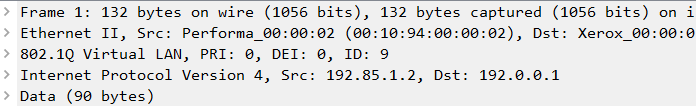 Frame 1: 132 bytes on wire (1056 bits), 132 bytes captured (1056 bits) on i
Ethernet II, Src: Performa_00:00:02 (00:10:94:00:00:02), Dst: Xerox_00:00:0
802.1Q Virtual LAN, PRI: 0, DEI: 0, ID: 9
Internet Protocol Version 4, Src: 192.85.1.2, Dst: 192.0.0.1
Data (90 bytes)